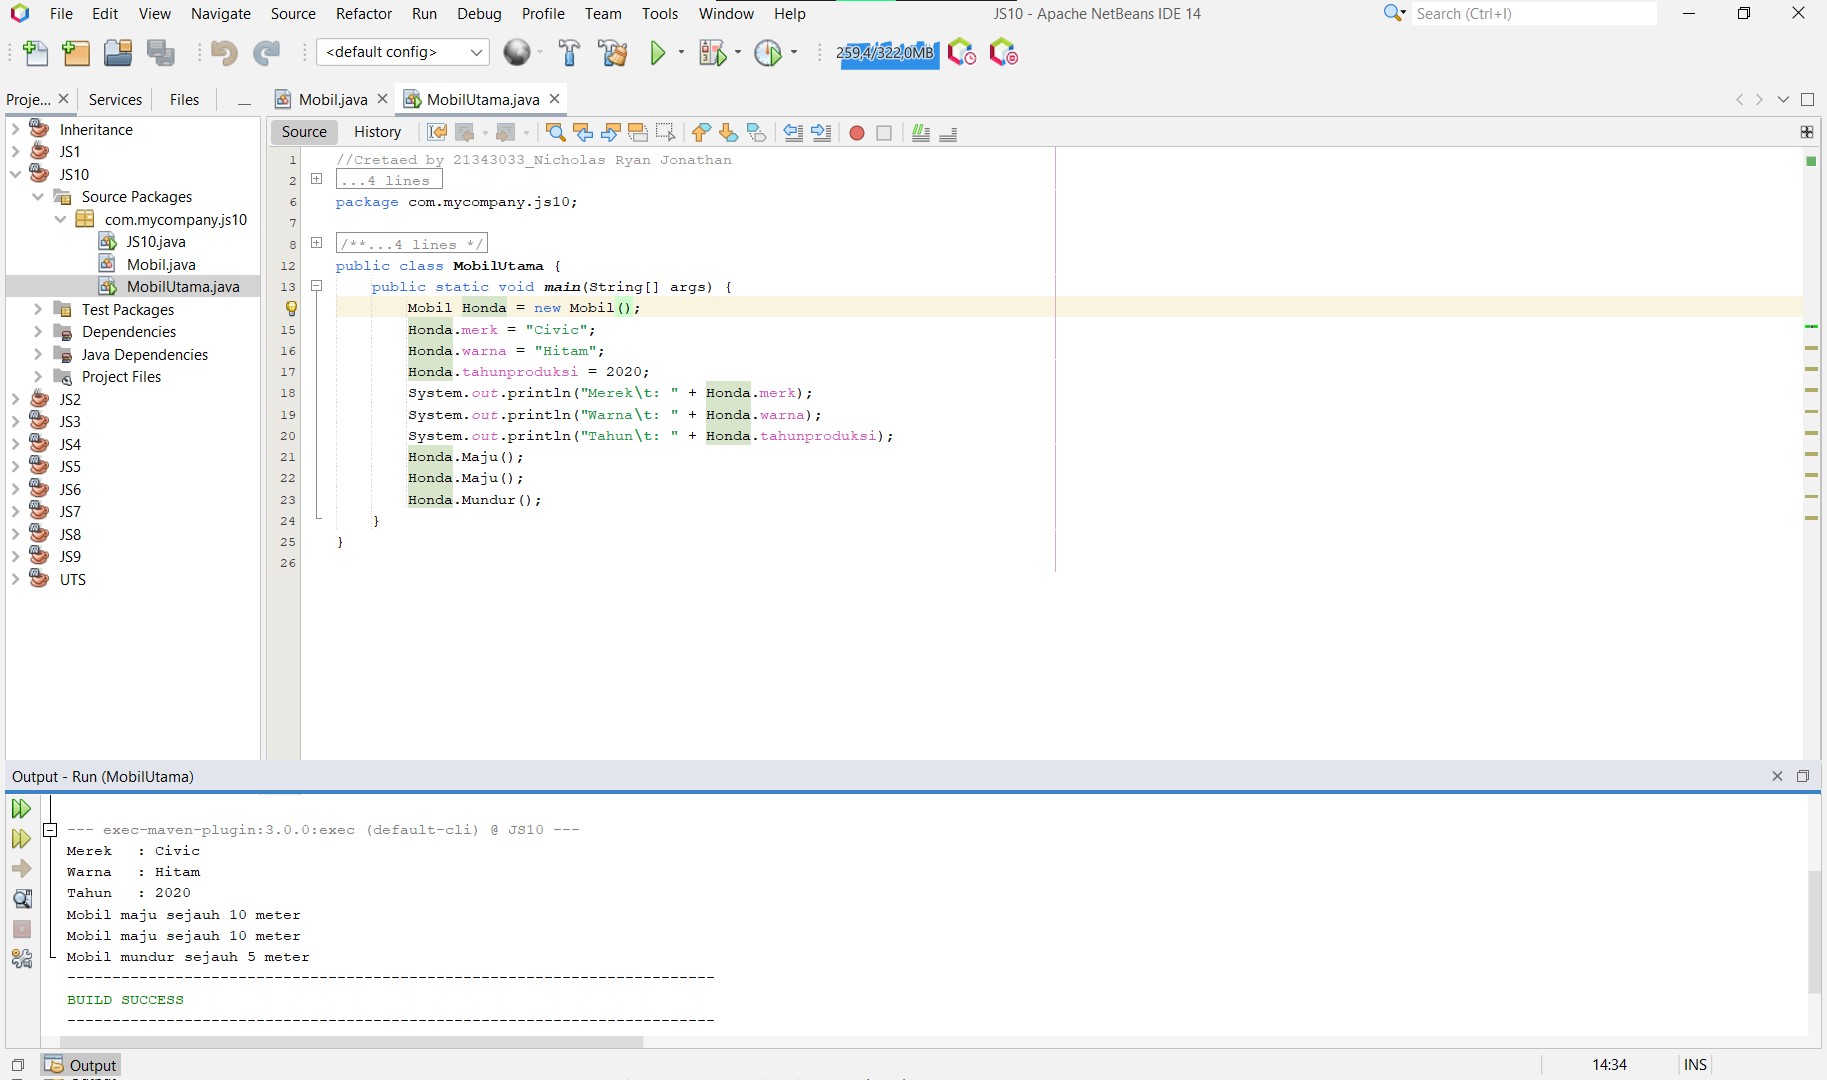 File Edit View Navigate Source Refactor Run Debug Profile Team Tools Window Help JS10 - Apache NetBeans IDE 14 Search (Ctrl+I)
<default config> 259,4/322,0MB
Proje... Services Files Mobil.java MobilUtama.java
Source History
Inheritance
JS1
JS10
Source Packages
com.mycompany.js10
JS10.java
Mobil.java
MobilUtama.java
Test Packages
Dependencies
Java Dependencies
Project Files
JS2
JS3
JS4
JS5
JS6
JS7
JS8
JS9
UTS
1 //Cretaed by 21343033_Nicholas Ryan Jonathan
2 ...4 lines
6 package com.mycompany.js10;
7
8 /**...4 lines */
12 public class MobilUtama {
13 public static void main(String[] args) {
Mobil Honda = new Mobil();
15 Honda.merk = "Civic";
16 Honda.warna = "Hitam";
17 Honda.tahunproduksi = 2020;
18 System.out.println("Merek\t: " + Honda.merk);
19 System.out.println("Warna\t: " + Honda.warna);
20 System.out.println("Tahun\t: " + Honda.tahunproduksi);
21 Honda.Maju();
22 Honda.Maju();
23 Honda.Mundur();
24 }
25 }
26
Output - Run (MobilUtama)
--- exec-maven-plugin:3.0.0:exec (default-cli) @ JS10 ---
Merek : Civic
Warna : Hitam
Tahun : 2020
Mobil maju sejauh 10 meter
Mobil maju sejauh 10 meter
Mobil mundur sejauh 5 meter
------------------------------------------------------------------------
BUILD SUCCESS
------------------------------------------------------------------------
Output 14:34 INS